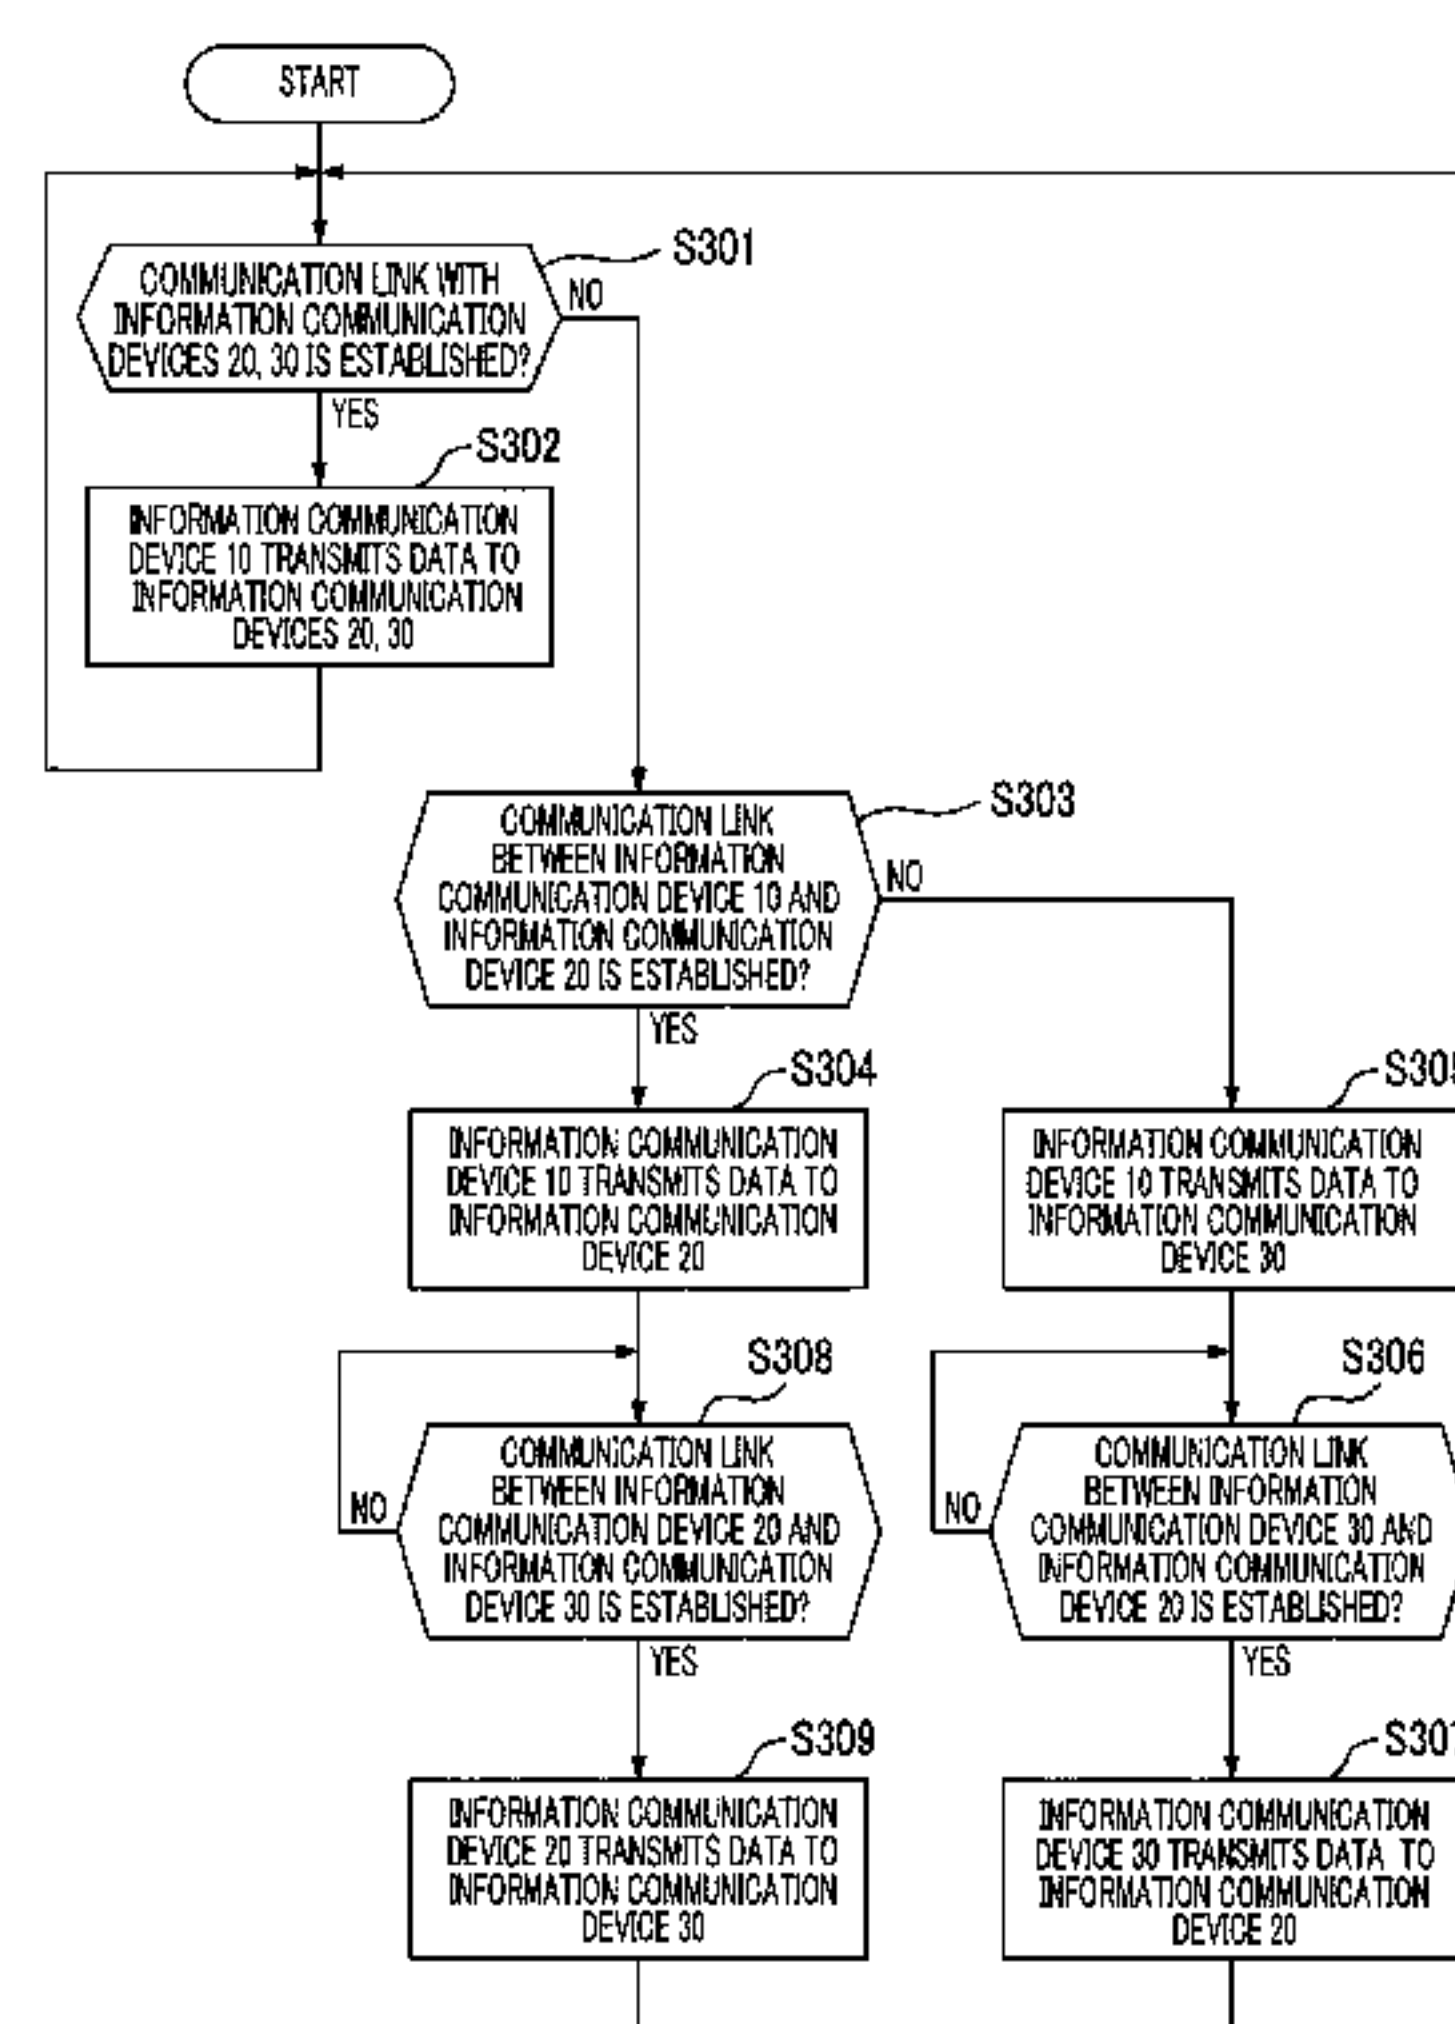 START
S301
COMMUNICATION LINK WITH
INFORMATION COMMUNICATION
DEVICES 20, 30 IS ESTABLISHED?
NO
YES
S302
INFORMATION COMMUNICATION
DEVICE 10 TRANSMITS DATA TO
INFORMATION COMMUNICATION
DEVICES 20, 30
S303
COMMUNICATION LINK
BETWEEN INFORMATION
COMMUNICATION DEVICE 10 AND
INFORMATION COMMUNICATION
DEVICE 20 IS ESTABLISHED?
NO
YES
S304
INFORMATION COMMUNICATION
DEVICE 10 TRANSMITS DATA TO
INFORMATION COMMUNICATION
DEVICE 20
S305
INFORMATION COMMUNICATION
DEVICE 10 TRANSMITS DATA TO
INFORMATION COMMUNICATION
DEVICE 30
S308
COMMUNICATION LINK
BETWEEN INFORMATION
COMMUNICATION DEVICE 20 AND
INFORMATION COMMUNICATION
DEVICE 30 IS ESTABLISHED?
NO
YES
S306
COMMUNICATION LINK
BETWEEN INFORMATION
COMMUNICATION DEVICE 30 AND
INFORMATION COMMUNICATION
DEVICE 20 IS ESTABLISHED?
NO
YES
S309
INFORMATION COMMUNICATION
DEVICE 20 TRANSMITS DATA TO
INFORMATION COMMUNICATION
DEVICE 30
S307
INFORMATION COMMUNICATION
DEVICE 30 TRANSMITS DATA TO
INFORMATION COMMUNICATION
DEVICE 20